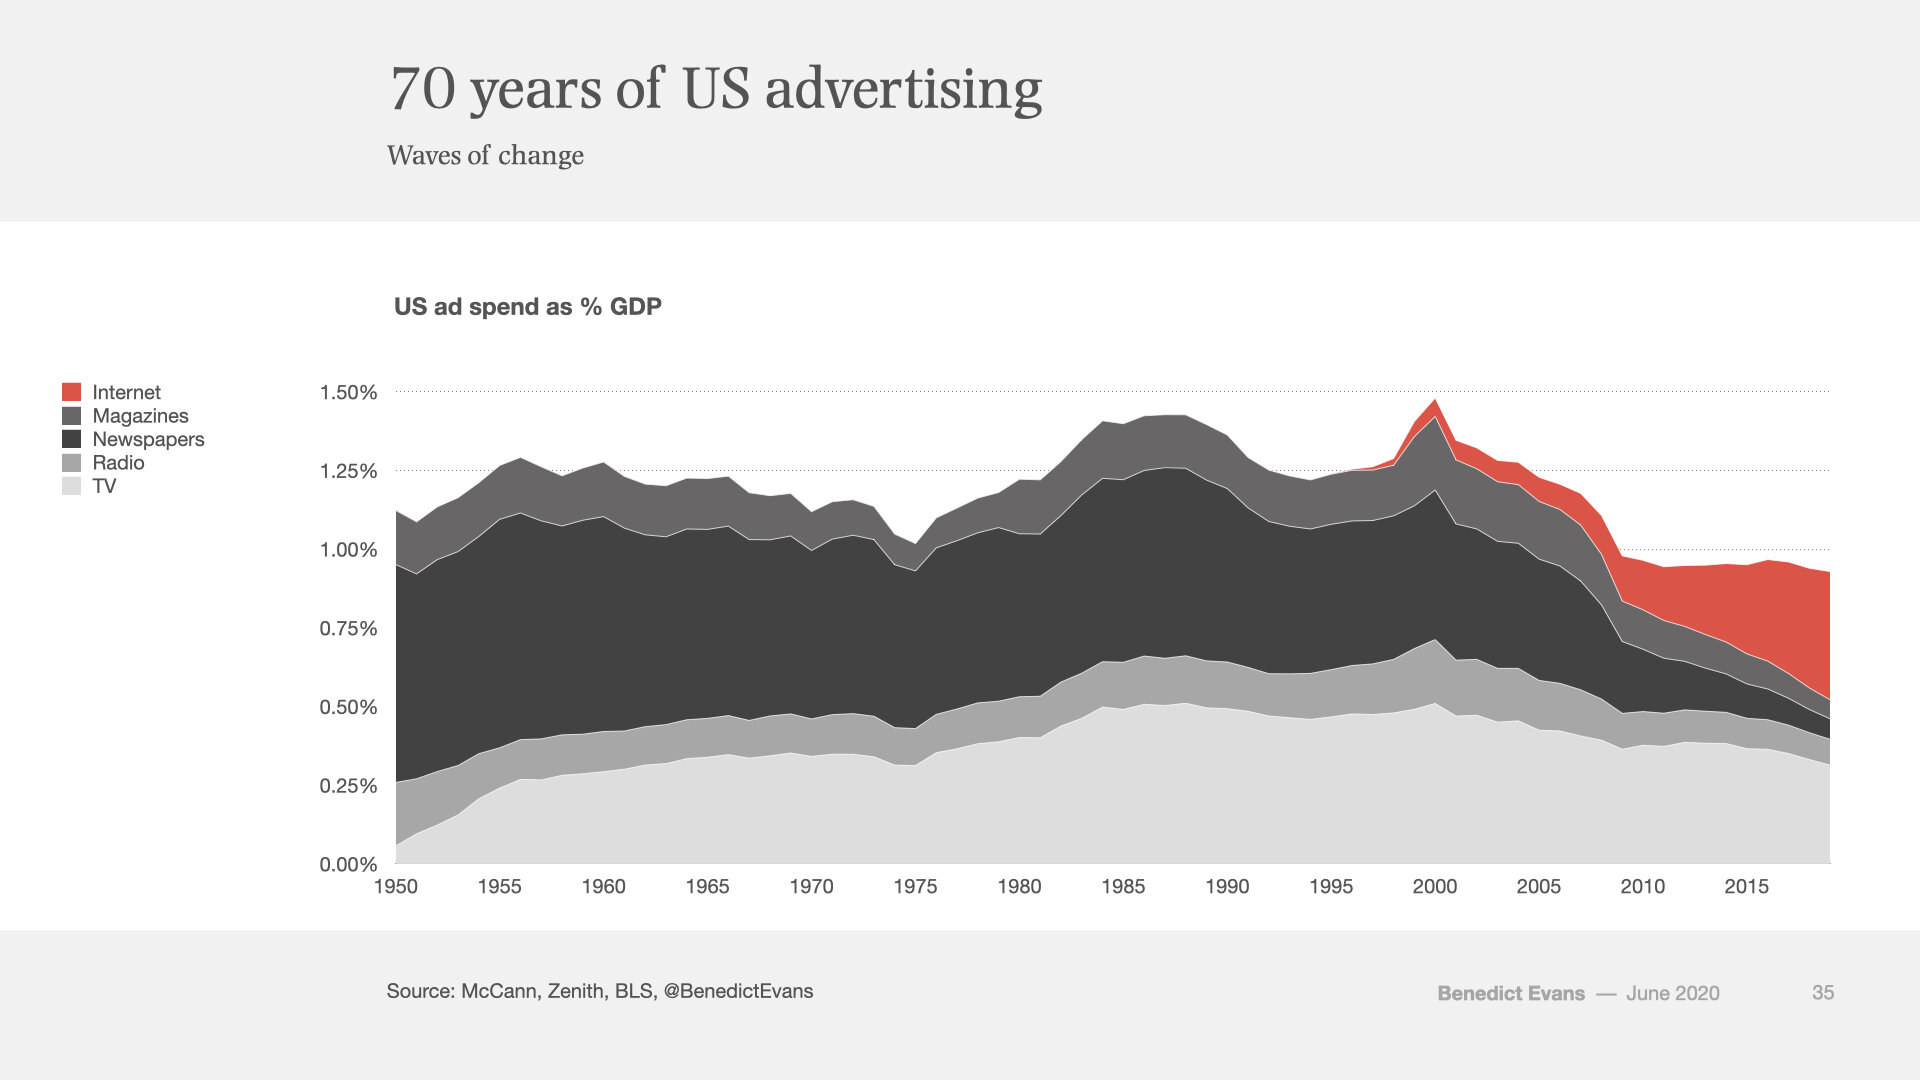 70 years of US advertising
Waves of change
US ad spend as % GDP
Internet
Magazines
Newspapers
Radio
TV
1.50%
1.25%
1.00%
0.75%
0.50%
0.25%
0.00%
1950 1955 1960 1965 1970 1975 1980 1985 1990 1995 2000 2005 2010 2015
Source: McCann, Zenith, BLS, @BenedictEvans
Benedict Evans — June 2020 35